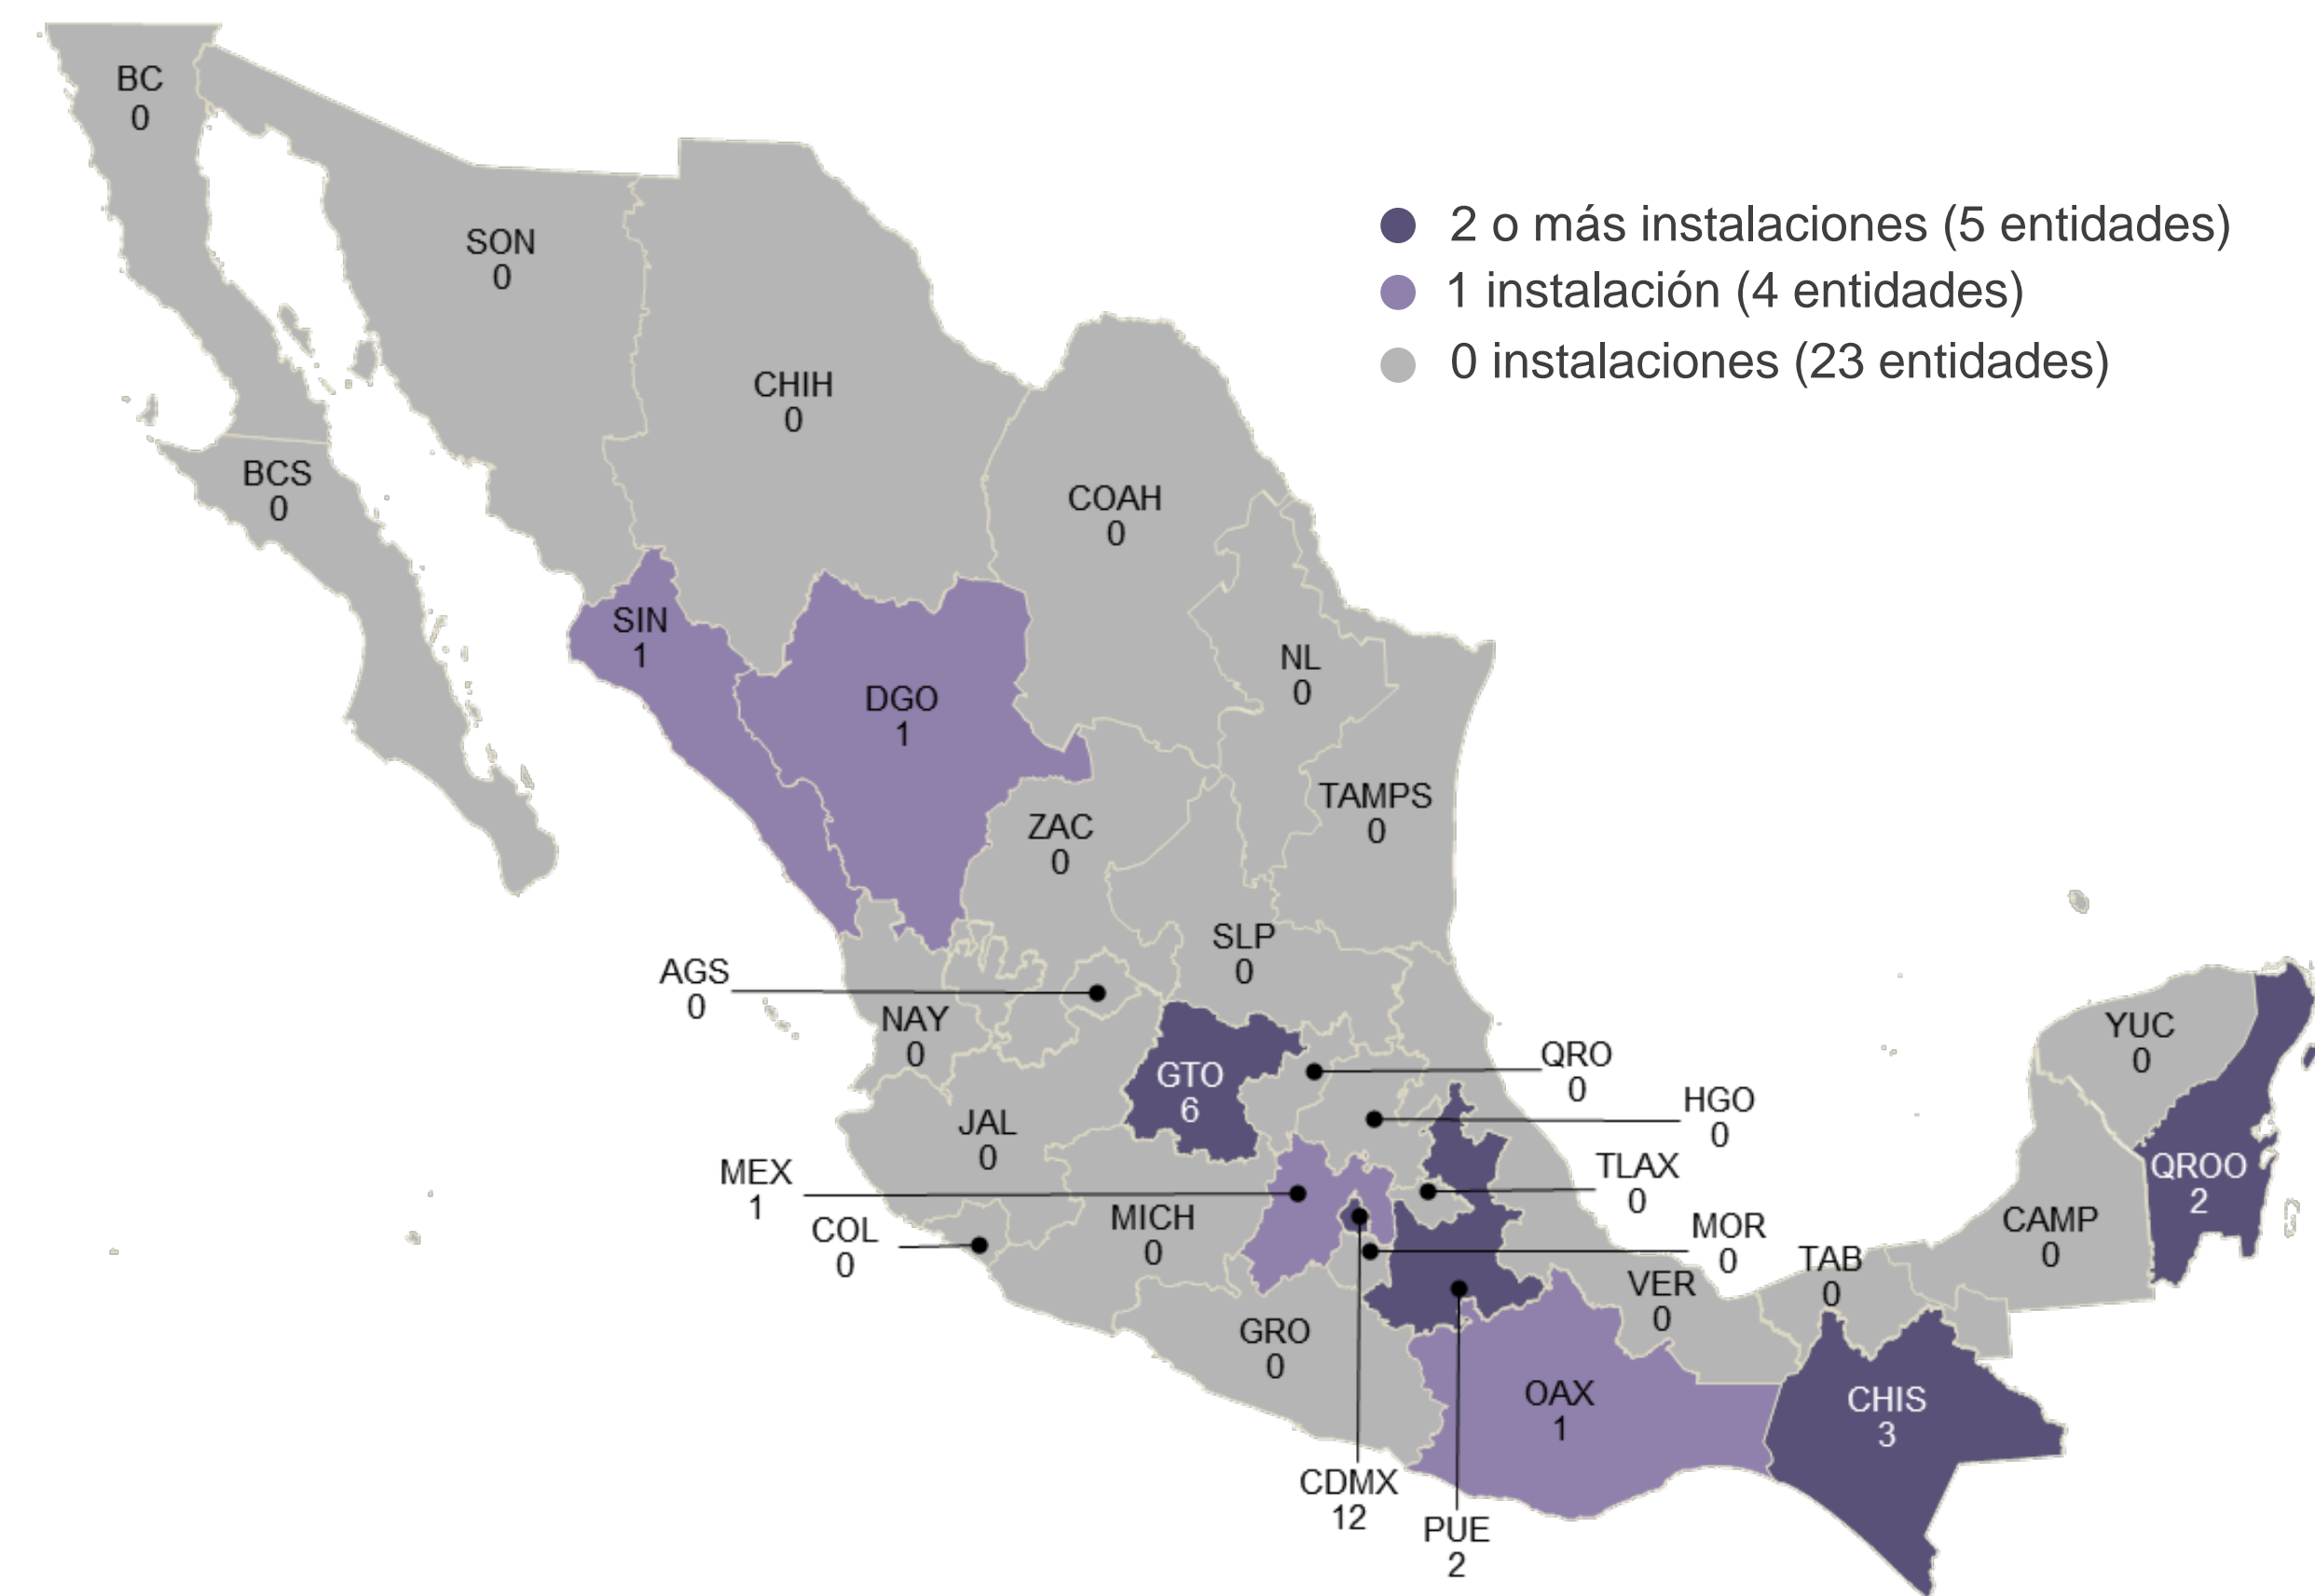 BC
0
SON
0
2 o más instalaciones (5 entidades)
1 instalación (4 entidades)
0 instalaciones (23 entidades)
CHIH
0
BCS
0
COAH
0
SIN
1
NL
0
DGO
1
TAMPS
0
ZAC
0
SLP
0
AGS
0
NAY
0
YUC
0
QRO
0
GTO
6
HGO
0
JAL
0
QROO
2
TLAX
0
MEX
1
MICH
0
CAMP
0
COL
0
MOR
0
TAB
0
VER
0
GRO
0
OAX
1
CHIS
3
CDMX
12
PUE
2